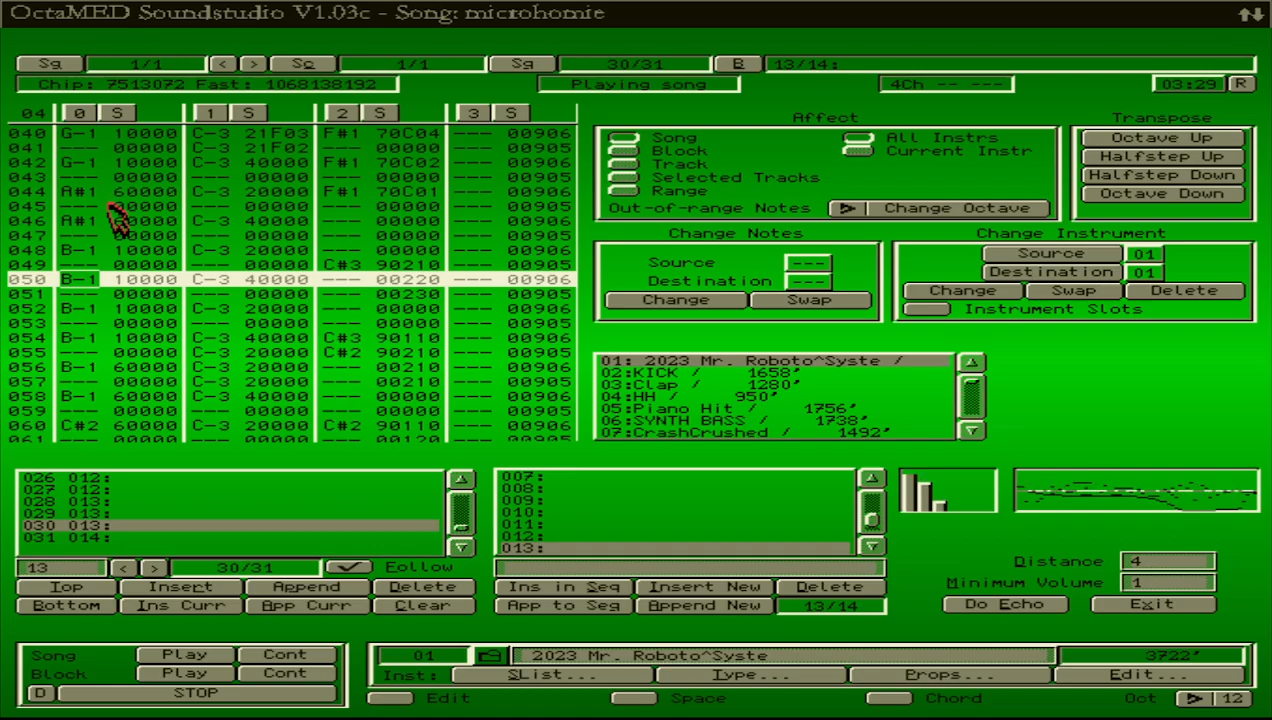 OctaMED Soundstudio V1.03c - Song: microhomie
Sg 1/1 < > Sq 1/1 Sg 30/31 B 13/14:
Chip: 7513072 Fast: 1068138192 Playing song 4Ch -- -- --- 03:29 R
04 0 S 1 S 2 S 3 S
040 G-1 10000 C-3 21F03 F#1 70C04 --- 00906
041 --- 00000 C-3 21F02 --- 00000 --- 00905
042 G-1 10000 C-3 40000 F#1 70C02 --- 00906
043 --- 00000 --- 00000 --- 00000 --- 00905
044 A#1 60000 C-3 20000 F#1 70C01 --- 00906
045 --- 00000 --- 00000 --- 00000 --- 00905
046 A#1 00000 C-3 40000 --- 00000 --- 00906
047 --- 00000 --- 00000 --- 00000 --- 00905
048 B-1 10000 C-3 20000 --- 00000 --- 00906
049 --- 00000 --- 00000 C#3 90210 --- 00905
050 B-1 10000 C-3 40000 --- 00220 --- 00906
051 --- 00000 --- 00000 --- 00230 --- 00905
052 B-1 10000 C-3 20000 --- 00000 --- 00906
053 --- 00000 --- 00000 --- 00000 --- 00905
054 B-1 10000 C-3 40000 C#3 90110 --- 00906
055 --- 00000 C-3 20000 C#2 90210 --- 00905
056 B-1 60000 C-3 20000 --- 00210 --- 00906
057 --- 00000 --- 00000 --- 00210 --- 00905
058 B-1 60000 C-3 40000 --- 00210 --- 00906
059 --- 00000 --- 00000 --- 00000 --- 00905
060 C#2 60000 C-3 20000 C#2 90110 --- 00906
061 --- 00000 --- 00000 --- 00120 --- 00905
Affect
Song All Instrs
Block Current Instr
Track
Selected Tracks
Range
Out-of-range Notes Change Octave
Transpose
Octave Up
Halfstep Up
Halfstep Down
Octave Down
Change Notes
Source ---
Destination ---
Change Swap
Change Instrument
Source 01
Destination 01
Change Swap Delete
Instrument Slots
01: 2023 Mr. Roboto^Syste /
02:KICK / 1658'
03:Clap / 1280'
04:HH / 950'
05:Piano Hit / 1756'
06:SYNTH BASS / 1738'
07:CrashCrushed / 1492'
026 012:
027 012:
028 013:
029 013:
030 013:
031 014:
13 < > 30/31 Follow
Top Insert Append Delete
Bottom Ins Curr App Curr Clear
007:
008:
009:
010:
011:
012:
013:
Ins in Seq Insert New Delete
App to Seq Append New 13/14
Distance 4
Minimum Volume 1
Do Echo Exit
Song Play Cont
Block Play Cont
D STOP
01 2023 Mr. Roboto^Syste 3722'
Inst: SList... Type... Props... Edit...
Edit Space Chord Oct 12